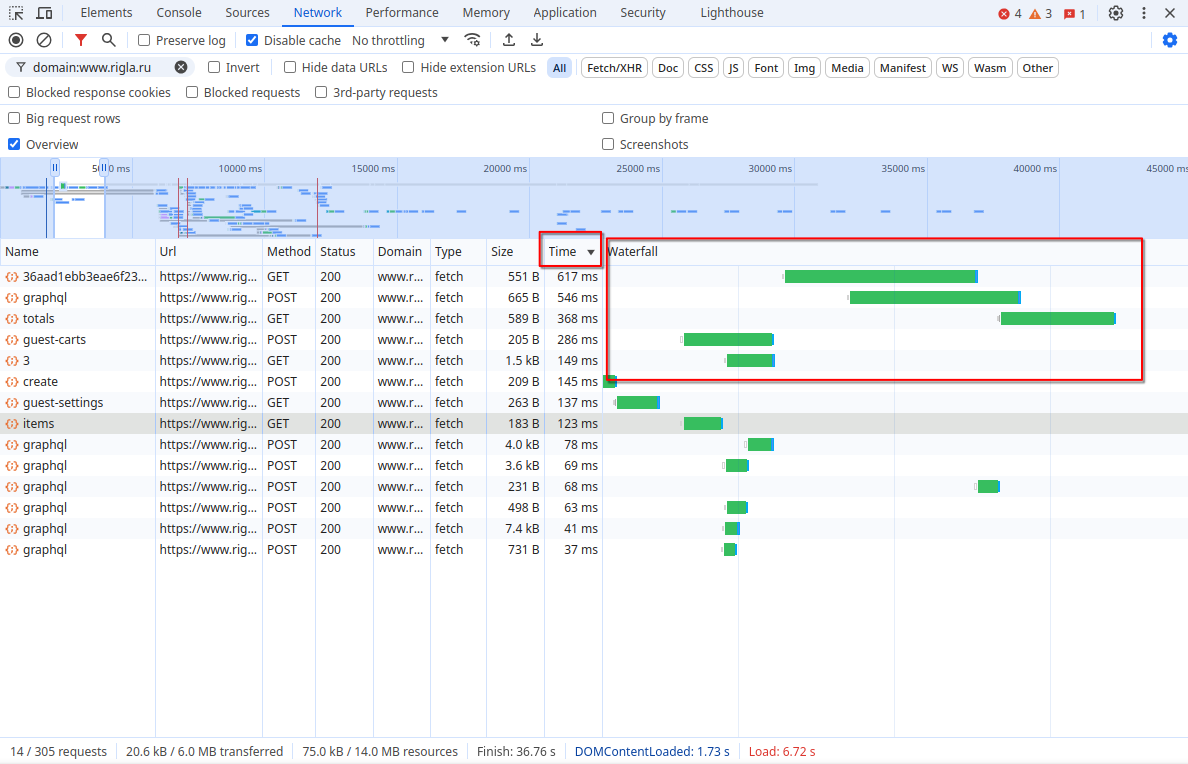 Elements Console Sources Network Performance Memory Application Security Lighthouse 4 3 1
Preserve log Disable cache No throttling
domain:www.rigla.ru Invert Hide data URLs Hide extension URLs All Fetch/XHR Doc CSS JS Font Img Media Manifest WS Wasm Other
Blocked response cookies Blocked requests 3rd-party requests
Big request rows Group by frame
Overview Screenshots
10000 ms 15000 ms 20000 ms 25000 ms 30000 ms 35000 ms 40000 ms 45000 ms
Name Url Method Status Domain Type Size Time Waterfall
36aad1ebb3eae6f23... https://www.rig... GET 200 www.r... fetch 551 B 617 ms
graphql https://www.rig... POST 200 www.r... fetch 665 B 546 ms
totals https://www.rig... GET 200 www.r... fetch 589 B 368 ms
guest-carts https://www.rig... POST 200 www.r... fetch 205 B 286 ms
3 https://www.rig... GET 200 www.r... fetch 1.5 kB 149 ms
create https://www.rig... POST 200 www.r... fetch 209 B 145 ms
guest-settings https://www.rig... GET 200 www.r... fetch 263 B 137 ms
items https://www.rig... GET 200 www.r... fetch 183 B 123 ms
graphql https://www.rig... POST 200 www.r... fetch 4.0 kB 78 ms
graphql https://www.rig... POST 200 www.r... fetch 3.6 kB 69 ms
graphql https://www.rig... POST 200 www.r... fetch 231 B 68 ms
graphql https://www.rig... POST 200 www.r... fetch 498 B 63 ms
graphql https://www.rig... POST 200 www.r... fetch 7.4 kB 41 ms
graphql https://www.rig... POST 200 www.r... fetch 731 B 37 ms
14 / 305 requests 20.6 kB / 6.0 MB transferred 75.0 kB / 14.0 MB resources Finish: 36.76 s DOMContentLoaded: 1.73 s Load: 6.72 s